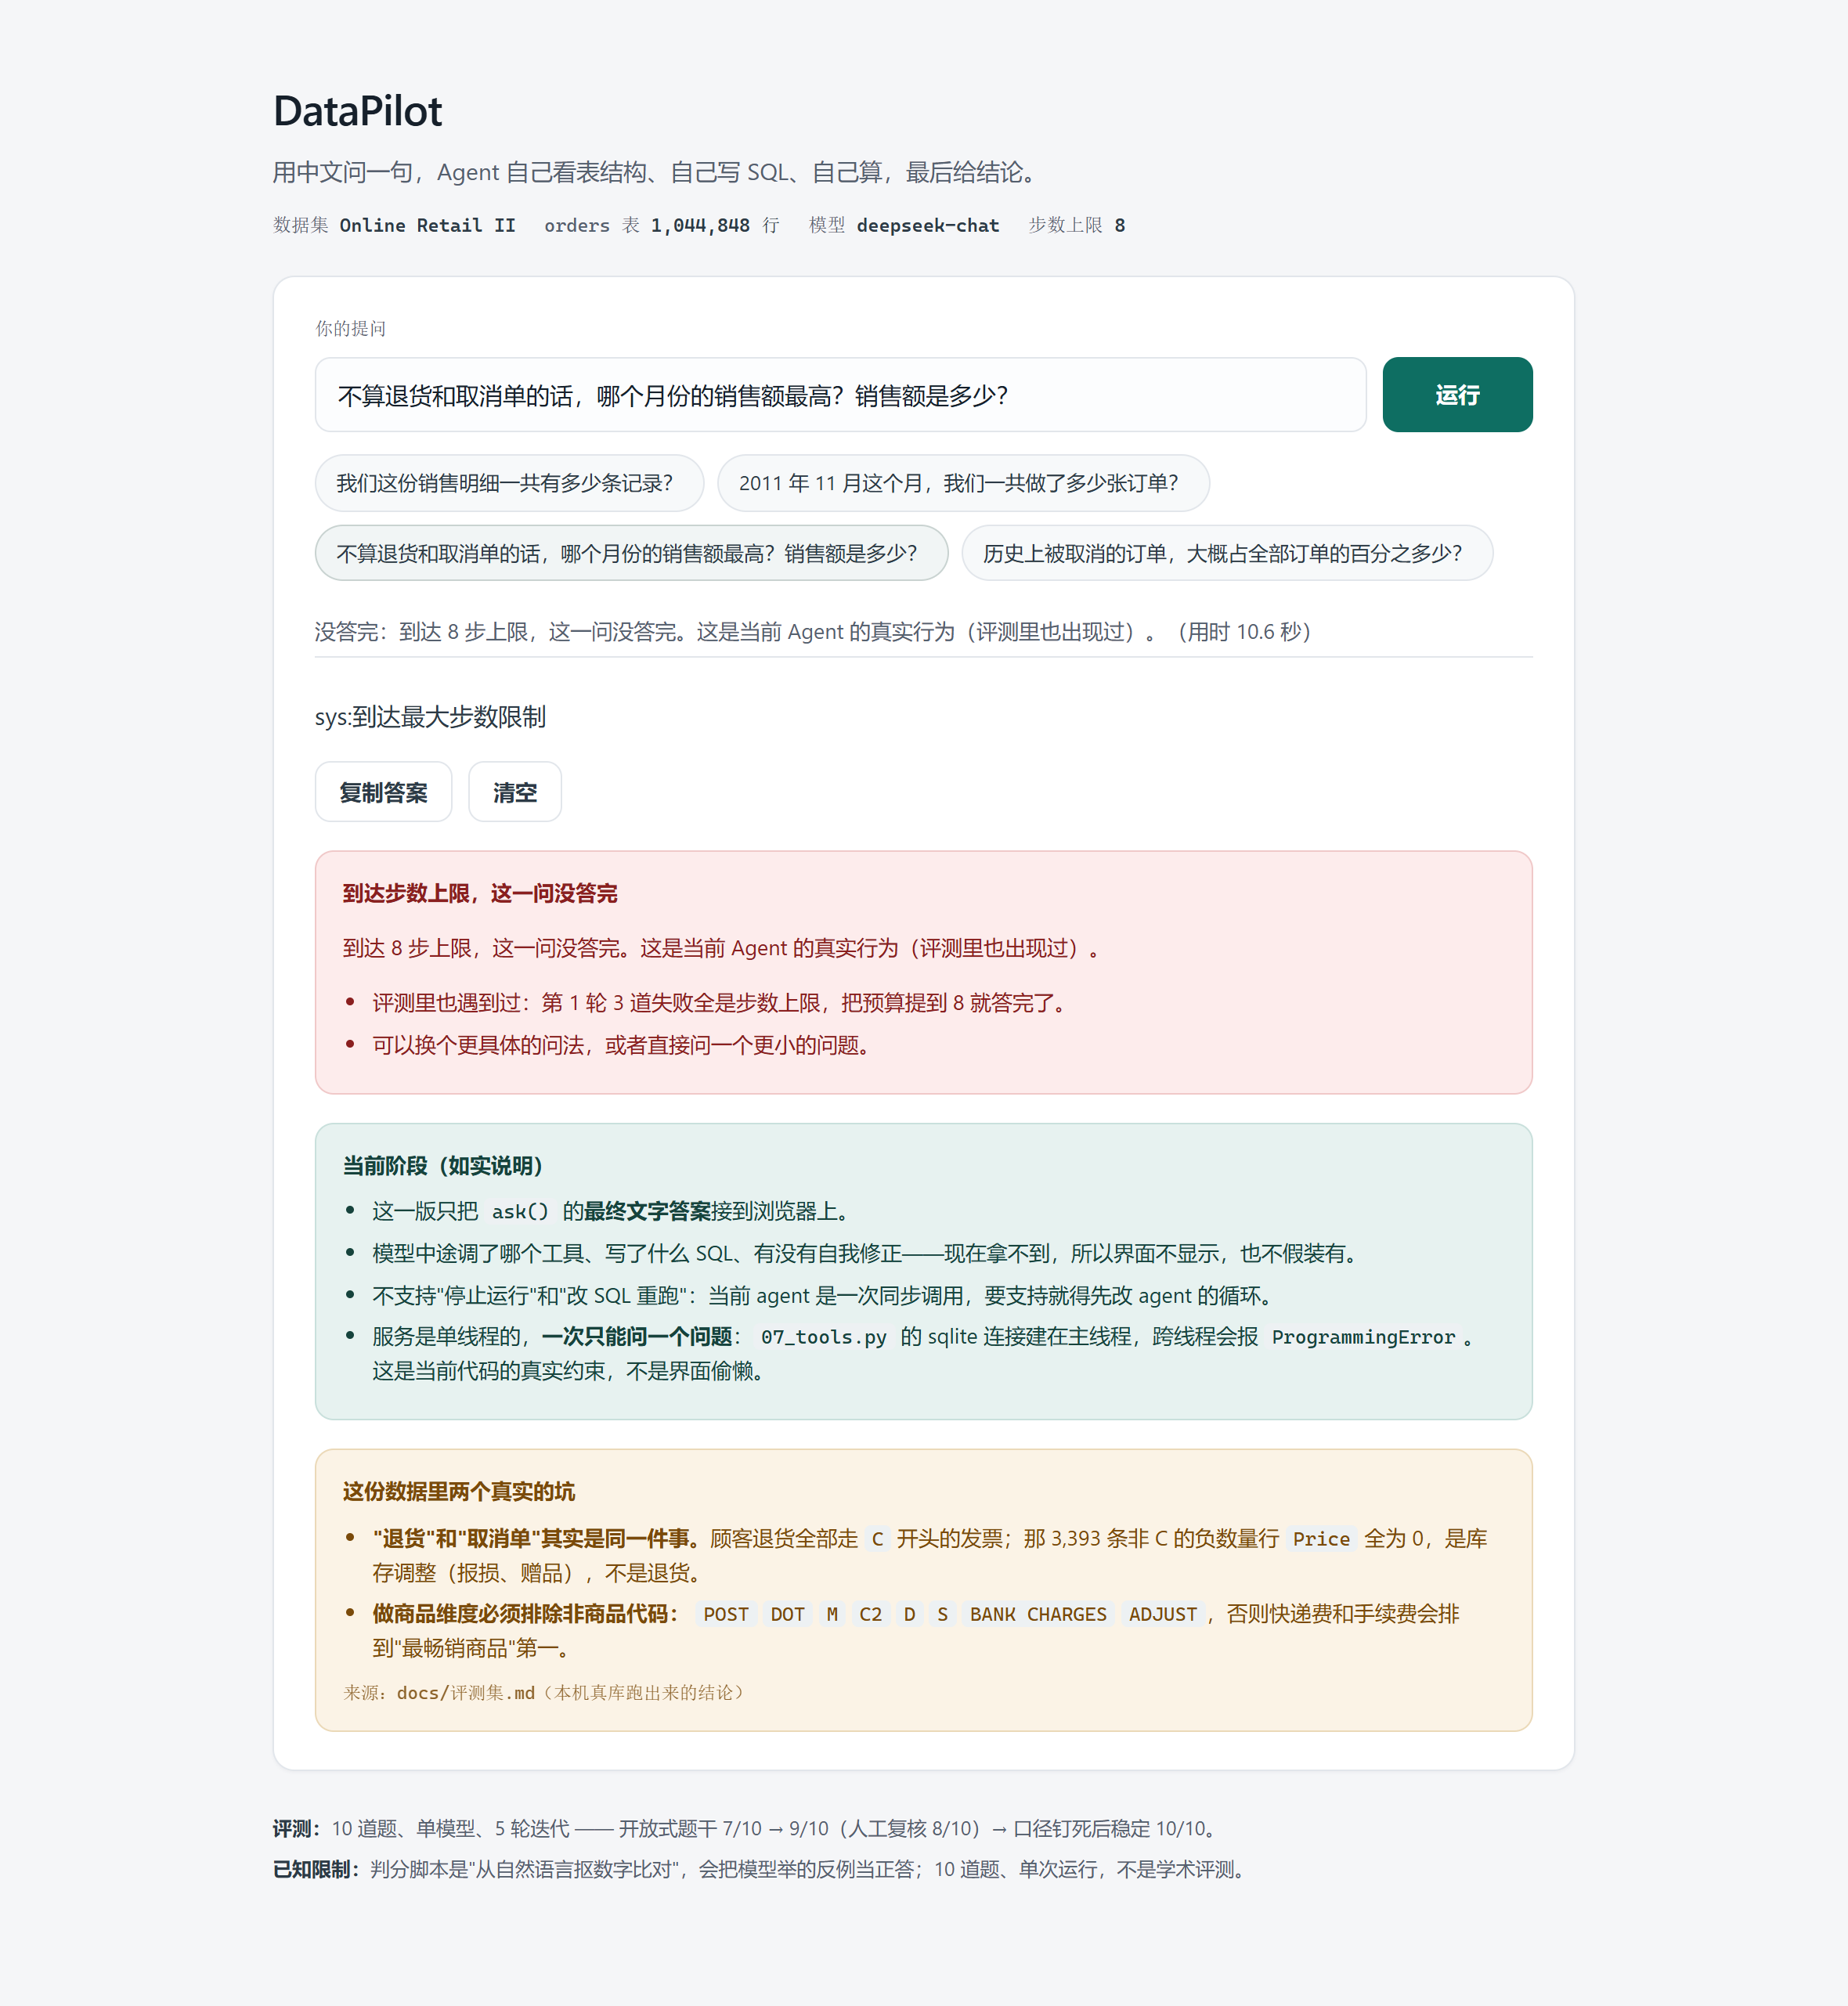 DataPilot
用中文问一句，Agent 自己看表结构、自己写 SQL、自己算，最后给结论。
数据集 Online Retail II orders 表 1,044,848 行 模型 deepseek-chat 步数上限 8
你的提问
不算退货和取消单的话，哪个月份的销售额最高？销售额是多少？
运行
我们这份销售明细一共有多少条记录？
2011 年 11 月这个月，我们一共做了多少张订单？
不算退货和取消单的话，哪个月份的销售额最高？销售额是多少？
历史上被取消的订单，大概占全部订单的百分之多少？
没答完：到达 8 步上限，这一问没答完。这是当前 Agent 的真实行为（评测里也出现过）。（用时 10.6 秒）
sys:到达最大步数限制
复制答案
清空
到达步数上限，这一问没答完
到达 8 步上限，这一问没答完。这是当前 Agent 的真实行为（评测里也出现过）。
• 评测里也遇到过：第 1 轮 3 道失败全是步数上限，把预算提到 8 就答完了。
• 可以换个更具体的问法，或者直接问一个更小的问题。
当前阶段（如实说明）
• 这一版只把 ask() 的最终文字答案接到浏览器上。
• 模型中途调了哪个工具、写了什么 SQL、有没有自我修正——现在拿不到，所以界面不显示，也不假装有。
• 不支持"停止运行"和"改 SQL 重跑"：当前 agent 是一次同步调用，要支持就得先改 agent 的循环。
• 服务是单线程的，一次只能问一个问题：07_tools.py 的 sqlite 连接建在主线程，跨线程会报 ProgrammingError。
这是当前代码的真实约束，不是界面偷懒。
这份数据里两个真实的坑
• "退货"和"取消单"其实是同一件事。顾客退货全部走 C 开头的发票；那 3,393 条非 C 的负数量行 Price 全为 0，是库
存调整（报损、赠品），不是退货。
• 做商品维度必须排除非商品代码： POST DOT M C2 D S BANK CHARGES ADJUST，否则快递费和手续费会排
到"最畅销商品"第一。
来源：docs/评测集.md（本机真库跑出来的结论）
评测：10 道题、单模型、5 轮迭代 —— 开放式题干 7/10 → 9/10（人工复核 8/10）→ 口径钉死后稳定 10/10。
已知限制：判分脚本是"从自然语言抠数字比对"，会把模型举的反例当正答；10 道题、单次运行，不是学术评测。